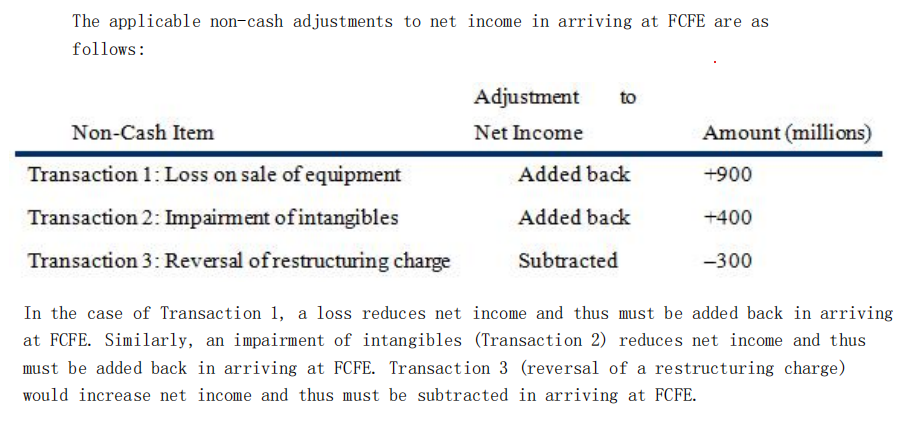 The applicable non-cash adjustments to net income in arriving at FCFE are as
follows:
Adjustment to
Non-Cash Item Net Income Amount (millions)
Transaction 1: Loss on sale of equipment Added back +900
Transaction 2: Impairment of intangibles Added back +400
Transaction 3: Reversal of restructuring charge Subtracted –300
In the case of Transaction 1, a loss reduces net income and thus must be added back in arriving
at FCFE. Similarly, an impairment of intangibles (Transaction 2) reduces net income and thus
must be added back in arriving at FCFE. Transaction 3 (reversal of a restructuring charge)
would increase net income and thus must be subtracted in arriving at FCFE.